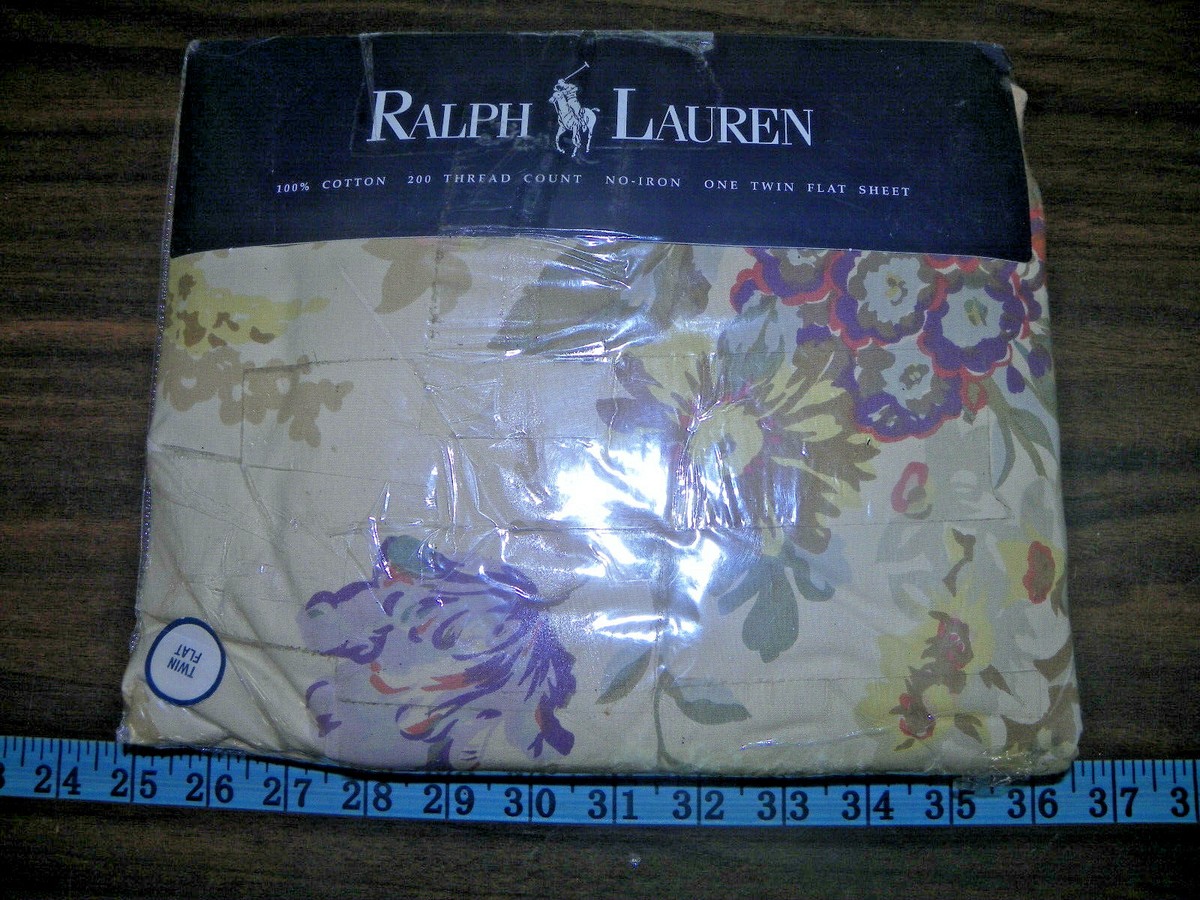 RALPH LAUREN
100% COTTON 200 THREAD COUNT NO-IRON ONE TWIN FLAT SHEET
TWIN
FLAT
24 25 26 27 28 29 30 31 32 33 34 35 36 37